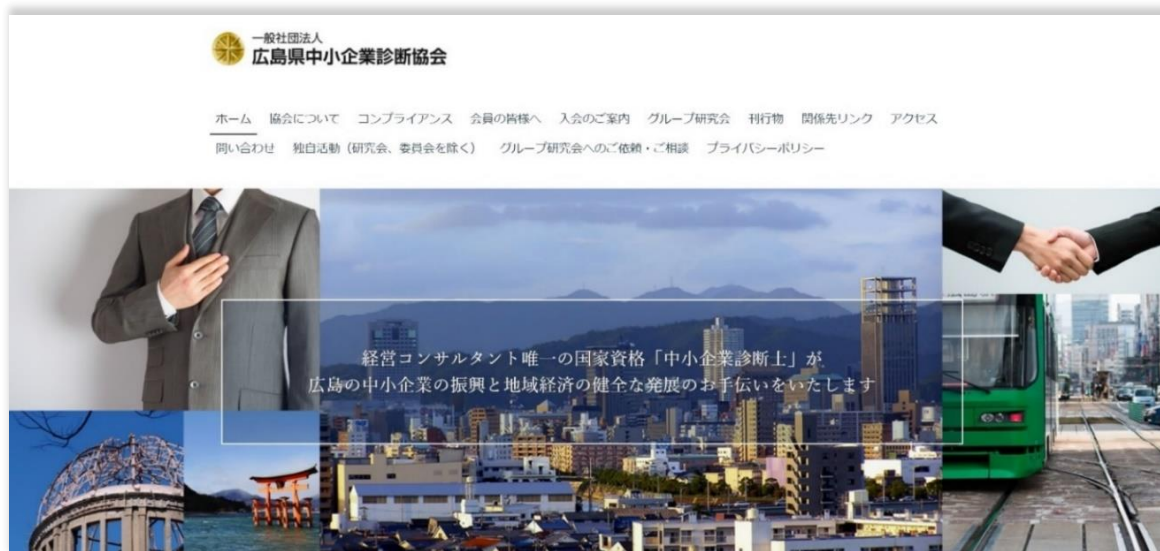 一般社団法人
広島県中小企業診断協会
ホーム 協会について コンプライアンス 会員の皆様へ 入会のご案内 グループ研究会 刊行物 関係先リンク アクセス
問い合わせ 独自活動（研究会、委員会を除く） グループ研究会へのご依頼・ご相談 プライバシーポリシー
経営コンサルタント唯一の国家資格「中小企業診断士」が
広島の中小企業の振興と地域経済の健全な発展のお手伝いをいたします